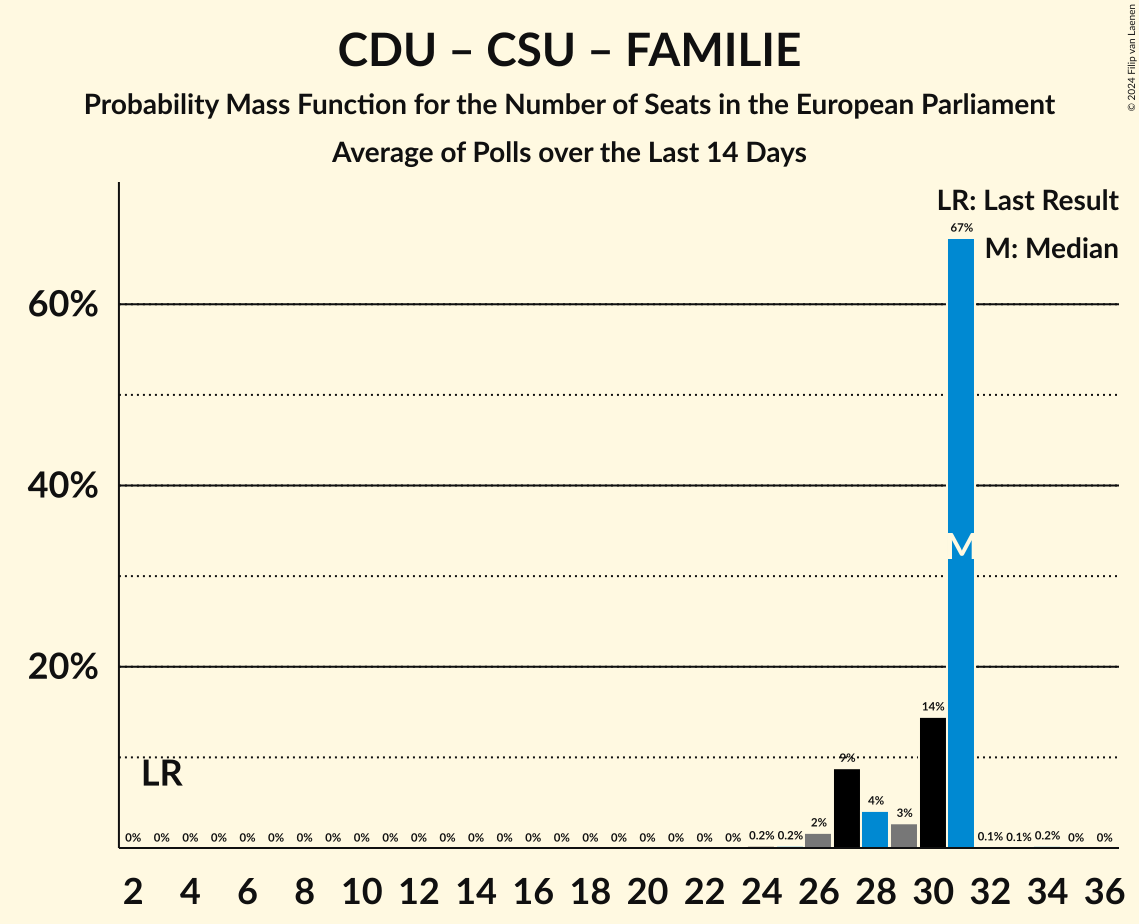 CDU – CSU – FAMILIE
Probability Mass Function for the Number of Seats in the European Parliament
Average of Polls over the Last 14 Days
© 2024 Filip van Laenen
LR: Last Result
M: Median
60%
40%
20%
67%
M
LR
0% 0% 0% 0% 0% 0% 0% 0% 0% 0% 0% 0% 0% 0% 0% 0% 0% 0% 0% 0% 0% 0% 0.2% 0.2% 2% 9% 4% 3% 14% 0.1% 0.1% 0.2% 0% 0%
2 4 6 8 10 12 14 16 18 20 22 24 26 28 30 32 34 36